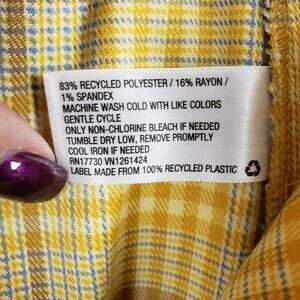 83% RECYCLED POLYESTER / 16% RAYON /
1% SPANDEX
MACHINE WASH COLD WITH LIKE COLORS
GENTLE CYCLE
ONLY NON-CHLORINE BLEACH IF NEEDED
TUMBLE DRY LOW, REMOVE PROMPTLY
COOL IRON IF NEEDED
RN17730 VN1261424
LABEL MADE FROM 100% RECYCLED PLASTIC